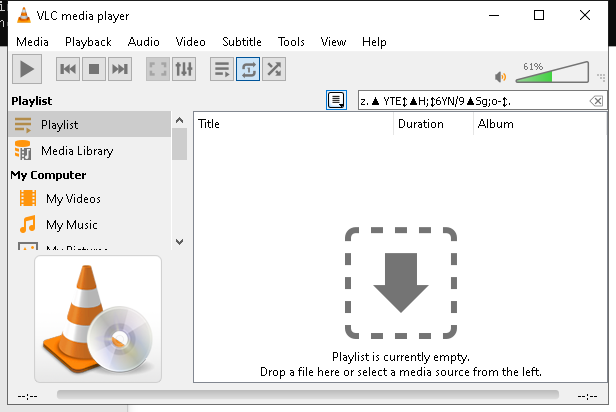 VLC media player
Media Playback Audio Video Subtitle Tools View Help
61%
Playlist
z.▲ YTE‡▲H;‡6YN/9▲Sg;o-‡.
Playlist
Media Library
My Computer
My Videos
My Music
Title Duration Album
Playlist is currently empty.
Drop a file here or select a media source from the left.
--:-- --:--